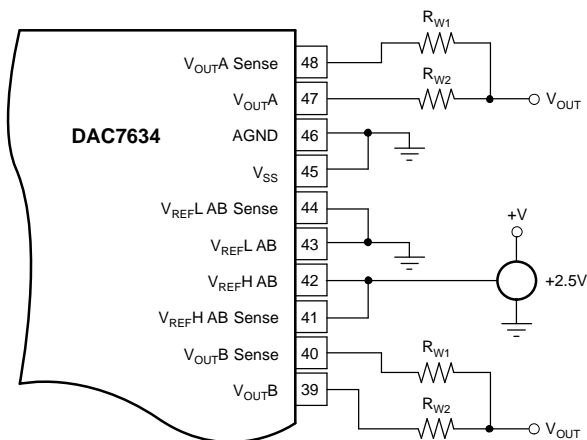 R_W1
V_OUTA Sense 48
R_W2
V_OUTA 47 V_OUT
DAC7634 AGND 46
V_SS 45
V_REFL AB Sense 44
V_REFL AB 43 +V
V_REFH AB 42 +2.5V
V_REFH AB Sense 41
V_OUTB Sense 40 R_W1
V_OUTB 39 R_W2
V_OUT